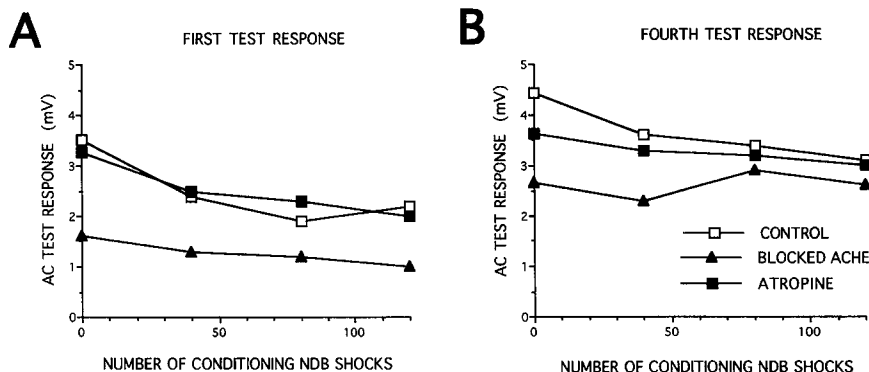 A
FIRST TEST RESPONSE
AC TEST RESPONSE (mV)
5
4
3
2
1
0
0
50
100
NUMBER OF CONDITIONING NDB SHOCKS
B
FOURTH TEST RESPONSE
AC TEST RESPONSE (mV)
5
4
3
2
1
0
0
50
100
CONTROL
BLOCKED ACHE
ATROPINE
NUMBER OF CONDITIONING NDB SHOCKS